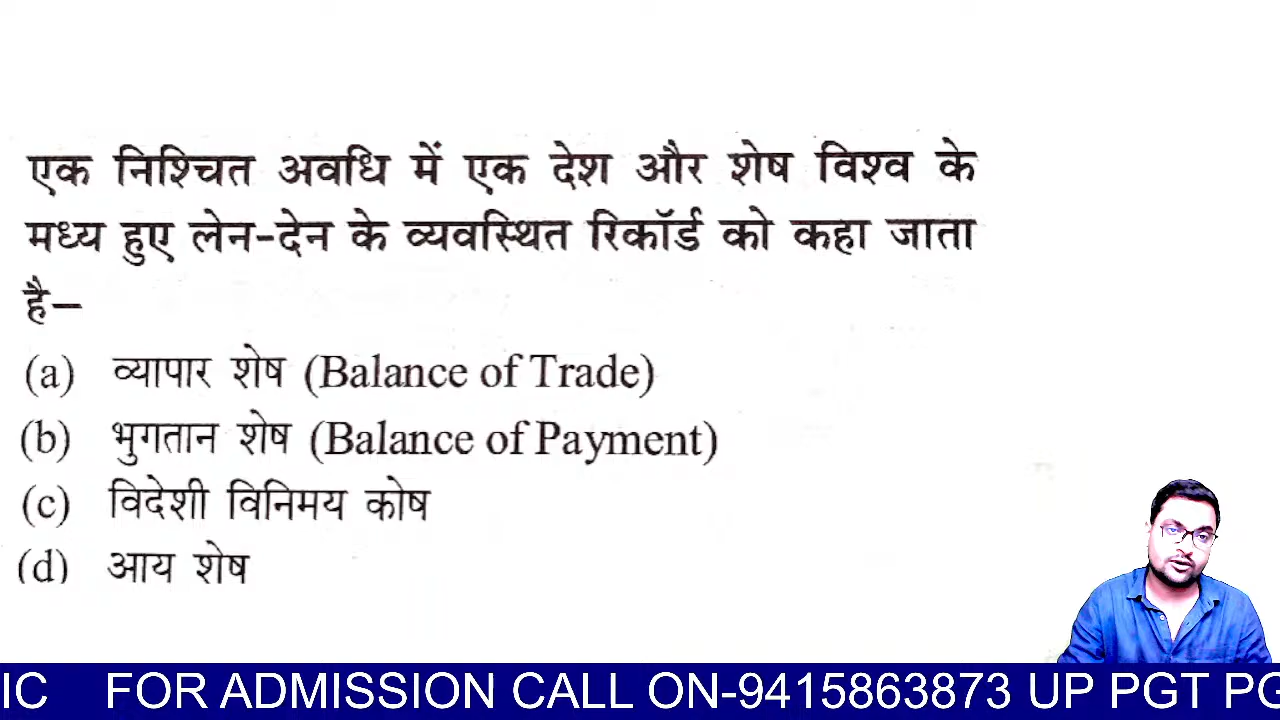 एक निश्चित अवधि में एक देश और शेष विश्व के
मध्य हुए लेन-देन के व्यवस्थित रिकॉर्ड को कहा जाता
है–
(a) व्यापार शेष (Balance of Trade)
(b) भुगतान शेष (Balance of Payment)
(c) विदेशी विनिमय कोष
(d) आय शेष
IC FOR ADMISSION CALL ON-9415863873 UP PGT PG